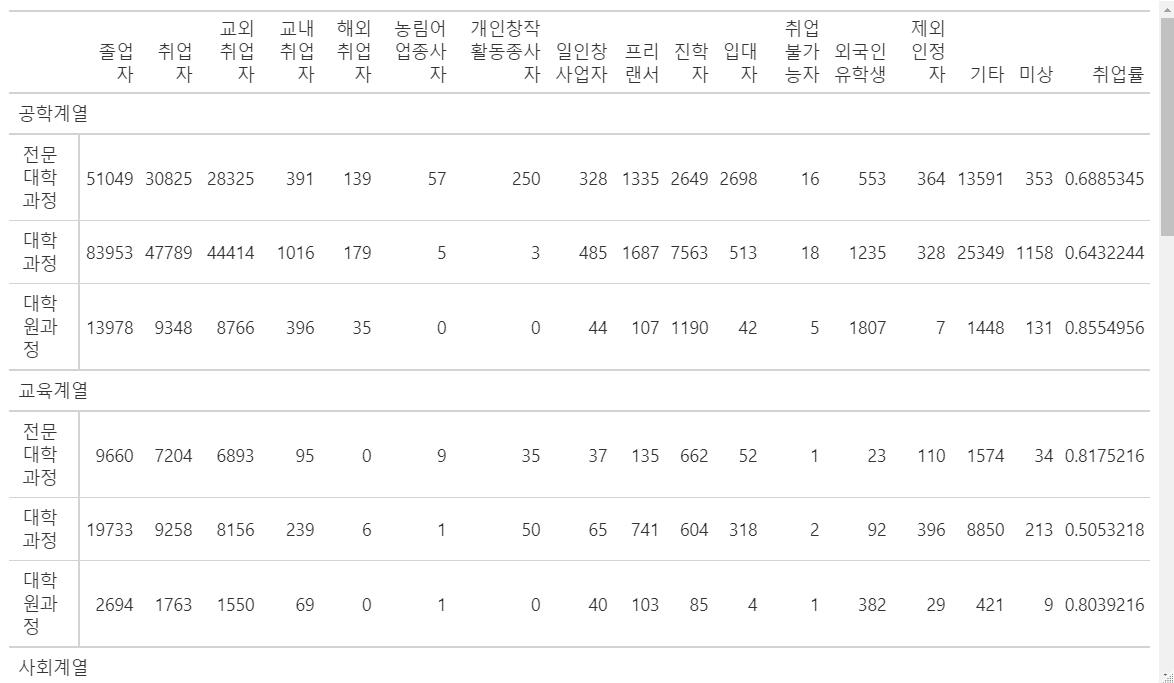 졸업자 취업자 교외취업자 교내취업자 해외취업자 농림어업종사자 개인창작활동종사자 일인창사업자 프리랜서 진학자 입대자 취업불가능자 외국인유학생 제외인정자 기타 미상 취업률
공학계열
전문대학과정 51049 30825 28325 391 139 57 250 328 1335 2649 2698 16 553 364 13591 353 0.6885345
대학과정 83953 47789 44414 1016 179 5 3 485 1687 7563 513 18 1235 328 25349 1158 0.6432244
대학원과정 13978 9348 8766 396 35 0 0 44 107 1190 42 5 1807 7 1448 131 0.8554956
교육계열
전문대학과정 9660 7204 6893 95 0 9 35 37 135 662 52 1 23 110 1574 34 0.8175216
대학과정 19733 9258 8156 239 6 1 50 65 741 604 318 2 92 396 8850 213 0.5053218
대학원과정 2694 1763 1550 69 0 1 0 40 103 85 4 1 382 29 421 9 0.8039216
사회계열